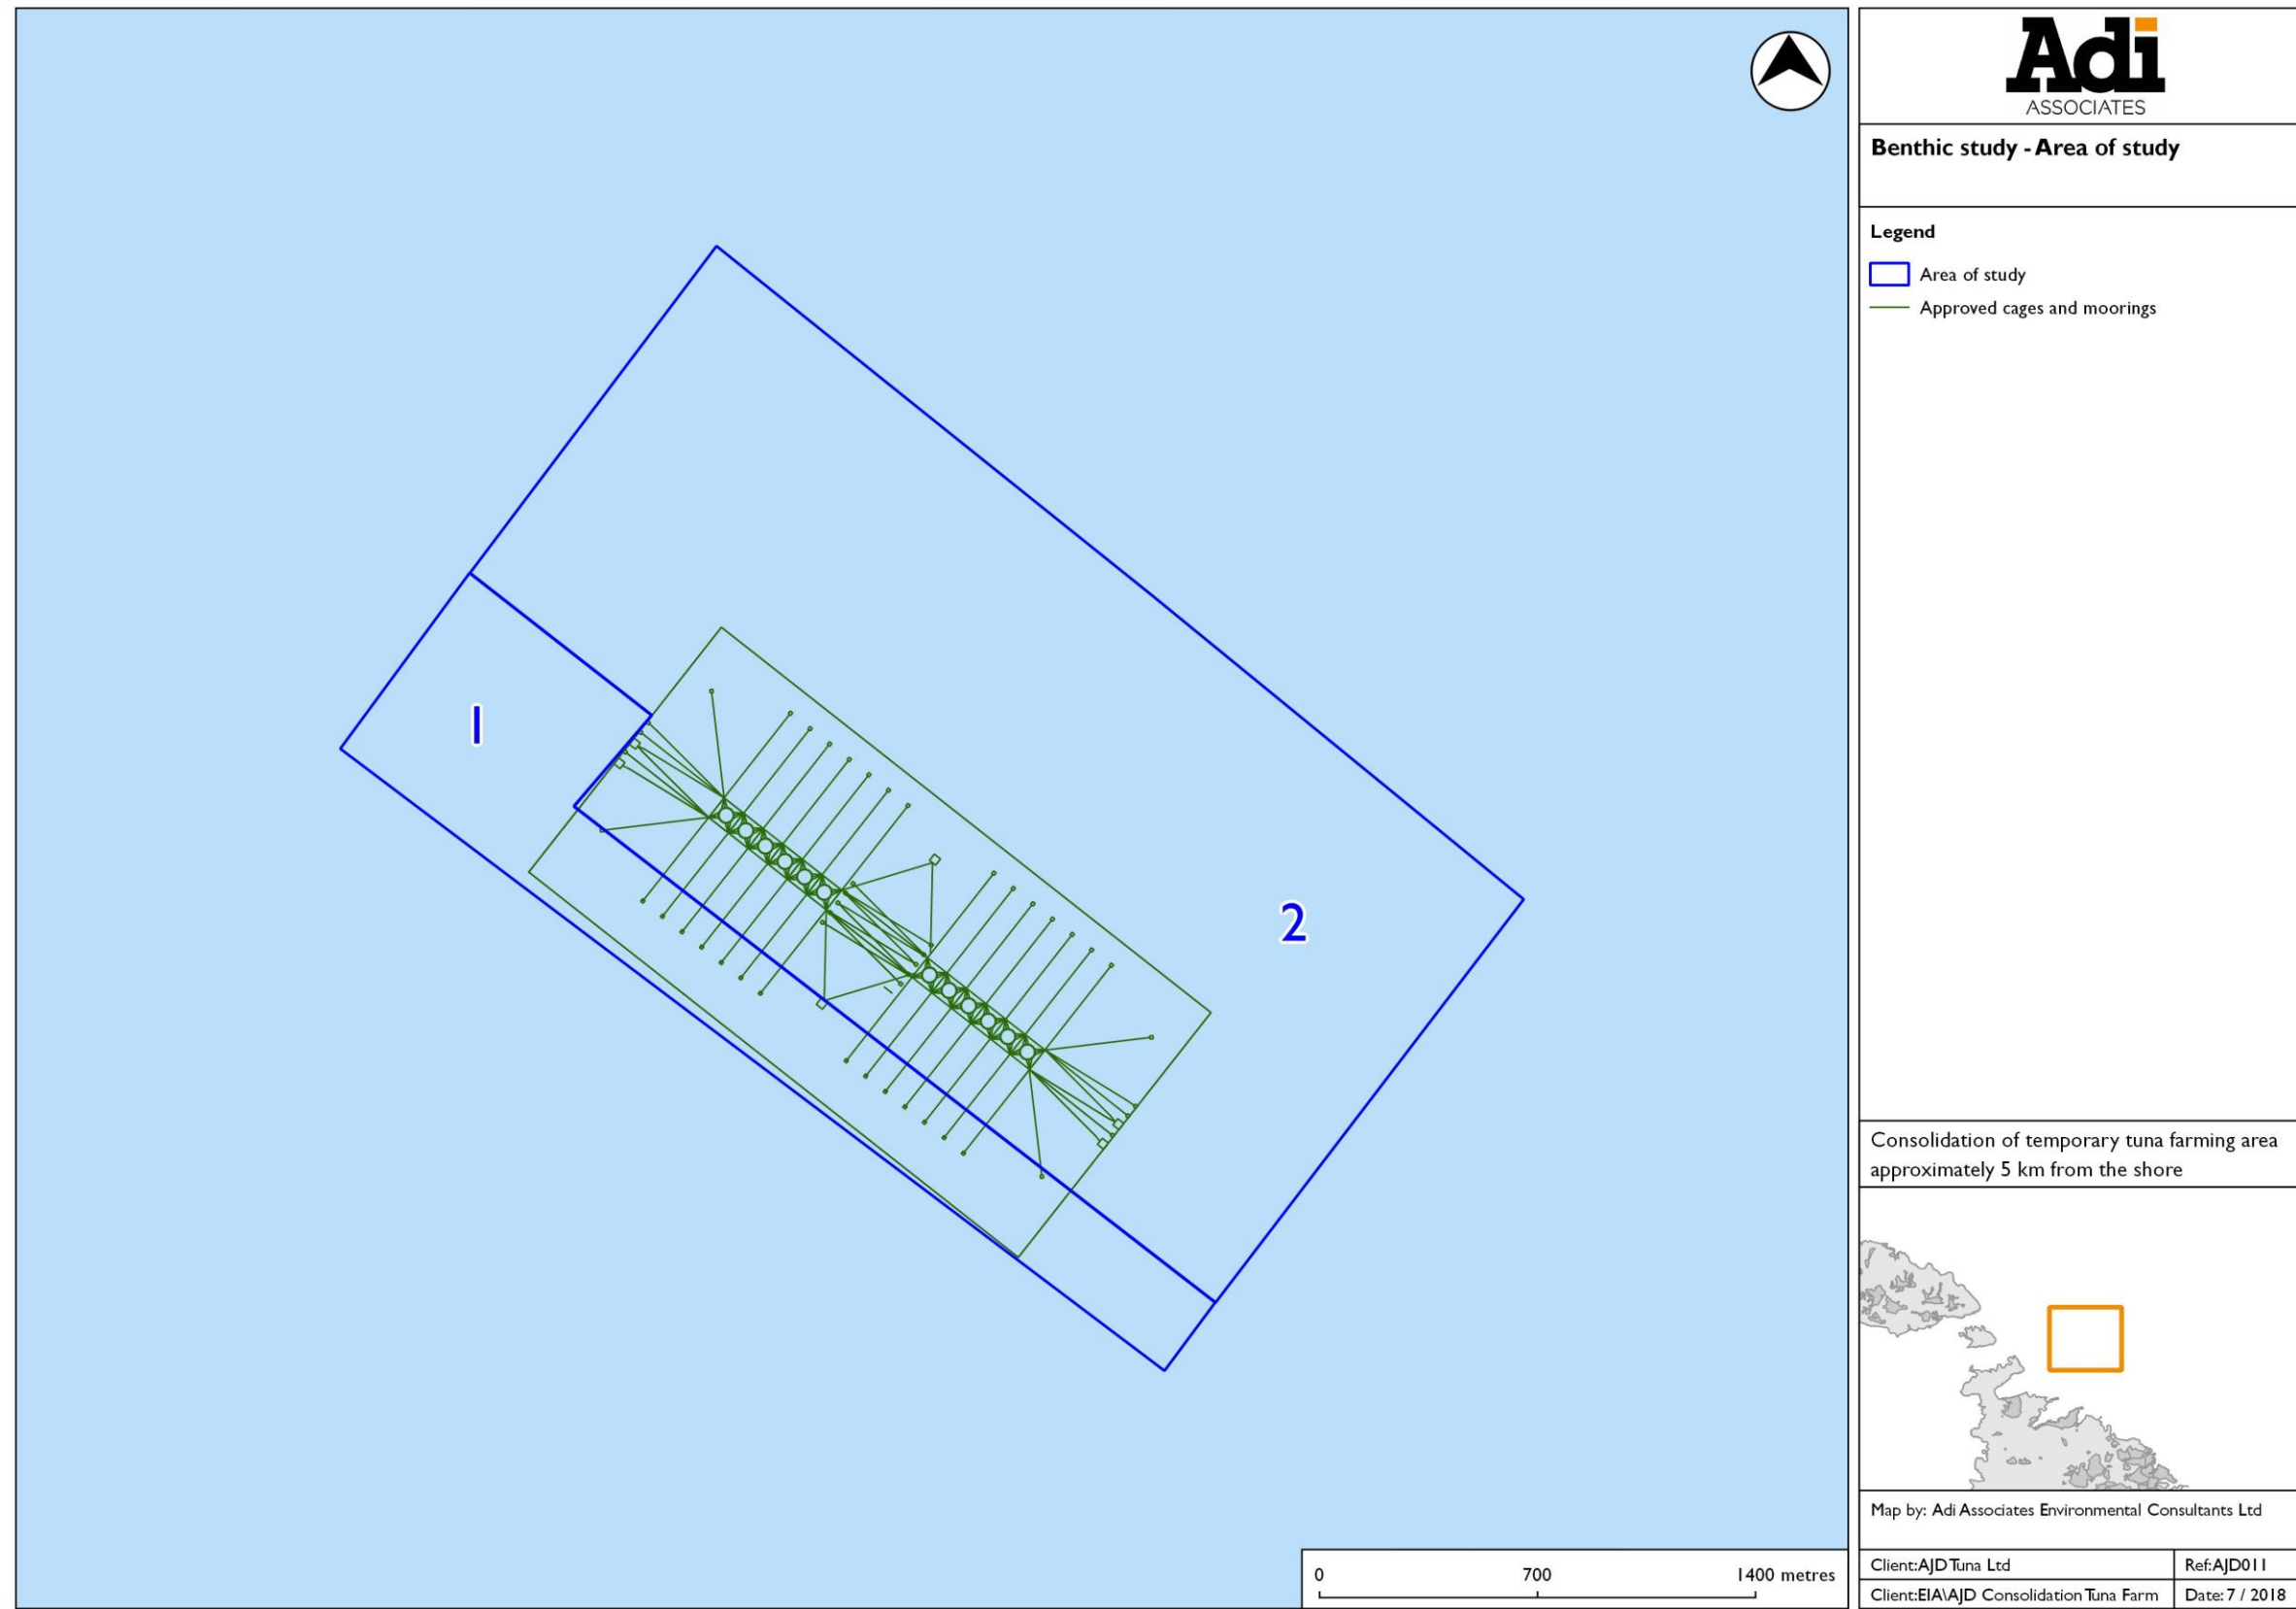 1
2
0 700 1400 metres
Adi
ASSOCIATES
Benthic study - Area of study
Legend
Area of study
Approved cages and moorings
Consolidation of temporary tuna farming area
approximately 5 km from the shore
Map by: Adi Associates Environmental Consultants Ltd
Client:AJD Tuna Ltd Ref:AJD011
Client:EIA\AJD Consolidation Tuna Farm Date: 7 / 2018